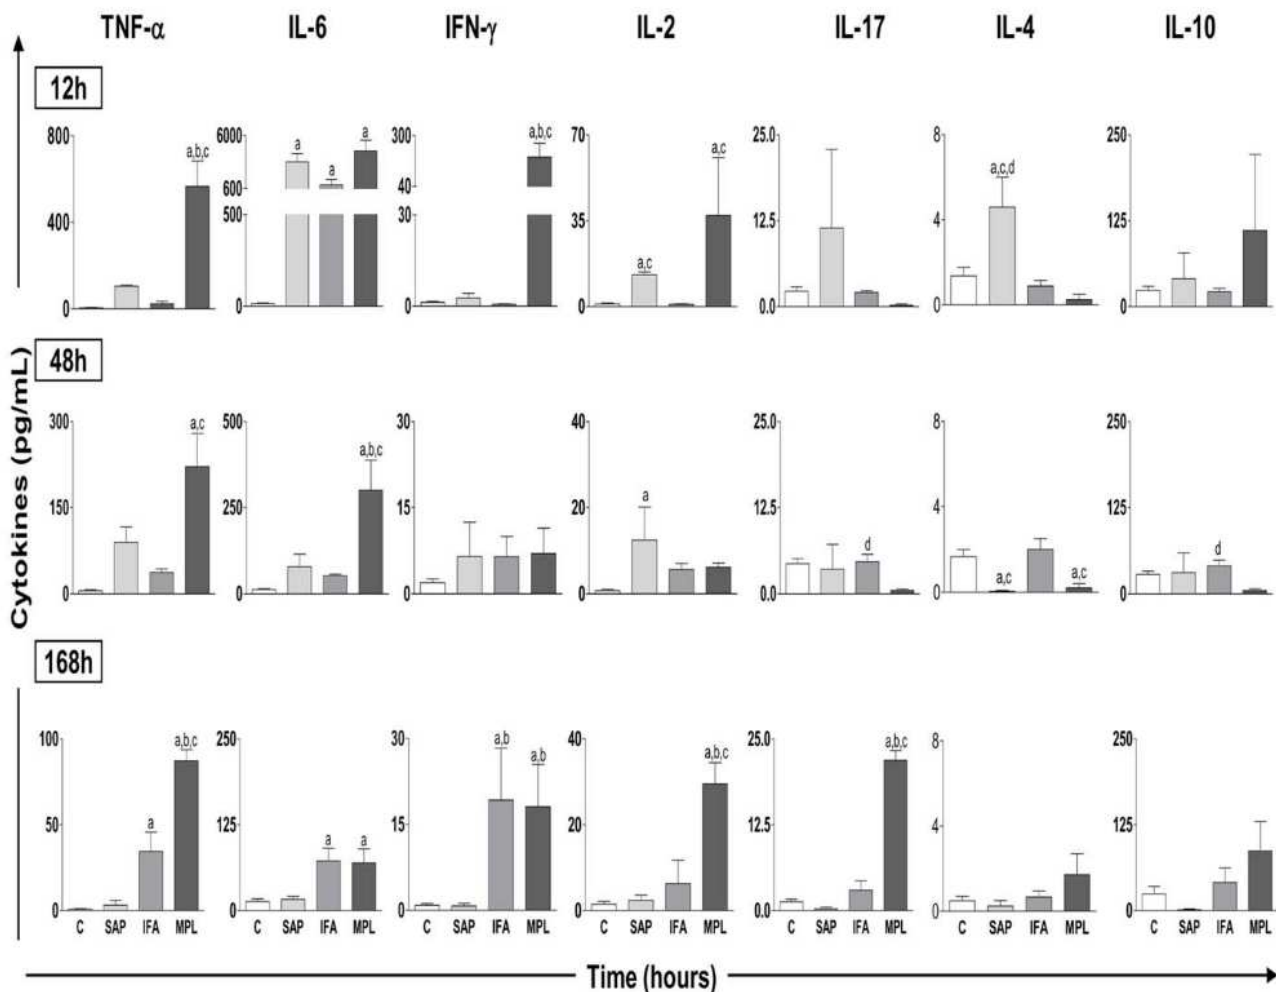 TNF-α IL-6 IFN-γ IL-2 IL-17 IL-4 IL-10
12h
800 6000 300 70 25.0 8 250
a,b,c a a a a,b,c a,c a,c a,c,d
600 40
400 500 30 35 12.5 4 125
0 0 0 0 0.0 0 0
48h
300 500 30 40 25.0 8 250
a,c a,b,c a d a,c a,c d
150 250 15 20 12.5 4 125
0 0 0 0 0.0 0 0
168h
100 250 30 40 25.0 8 250
a a,b,c a a a,b a,b a,b,c a,b,c
50 125 15 20 12.5 4 125
0 0 0 0 0.0 0 0
C SAP IFA MPL C SAP IFA MPL C SAP IFA MPL C SAP IFA MPL C SAP IFA MPL C SAP IFA MPL C SAP IFA MPL
Cytokines (pg/mL)
Time (hours)